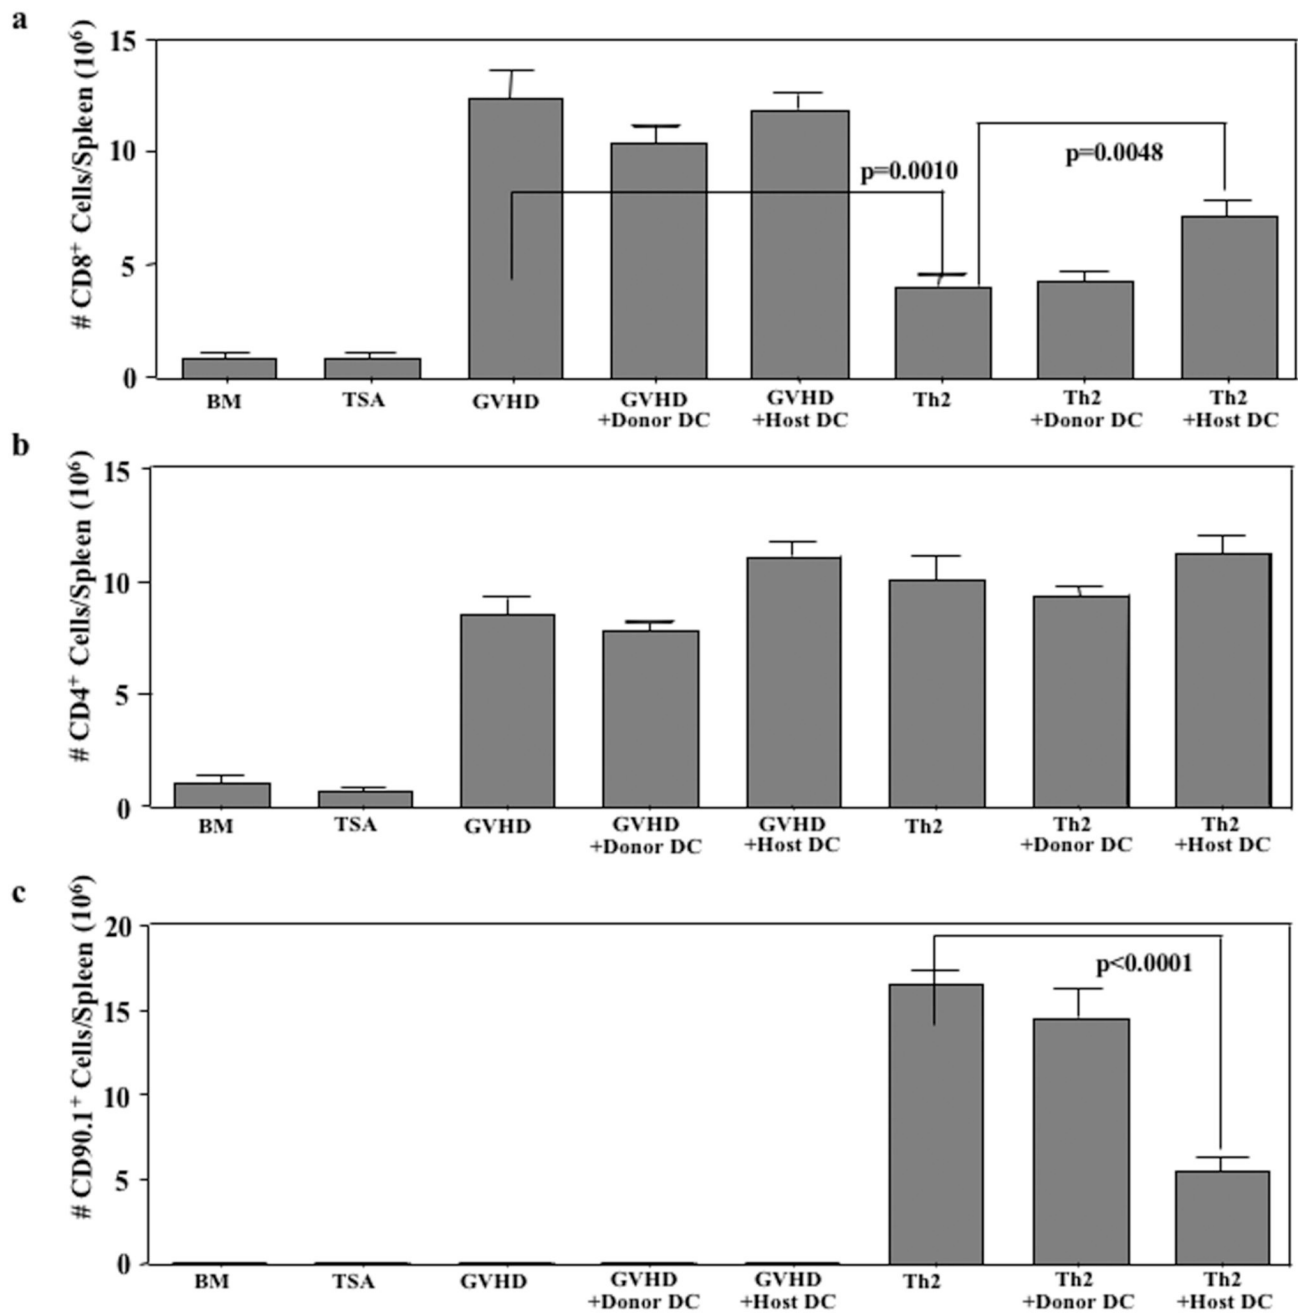 a
# CD8+ Cells/Spleen (10⁶)
15
10
5
0
p=0.0010
p=0.0048
BM TSA GVHD GVHD GVHD Th2 Th2 Th2
+Donor DC +Host DC +Donor DC +Host DC
b
# CD4+ Cells/Spleen (10⁶)
15
10
5
0
BM TSA GVHD GVHD GVHD Th2 Th2 Th2
+Donor DC +Host DC +Donor DC +Host DC
c
# CD90.1+ Cells/Spleen (10⁶)
20
15
10
5
0
p<0.0001
BM TSA GVHD GVHD GVHD Th2 Th2 Th2
+Donor DC +Host DC +Donor DC +Host DC